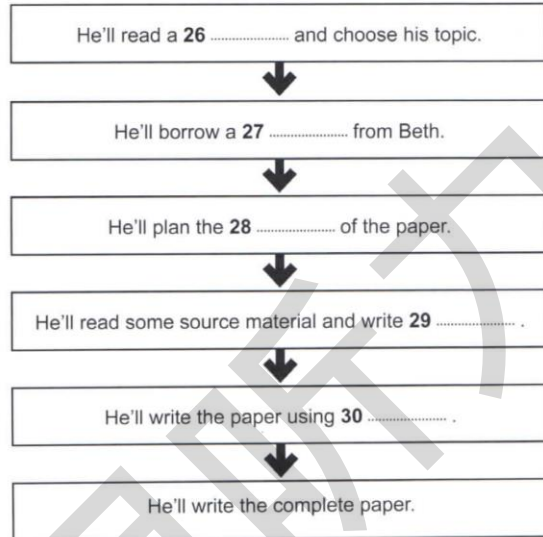 He'll read a 26 .................... and choose his topic.
He'll borrow a 27 .................... from Beth.
He'll plan the 28 .................... of the paper.
He'll read some source material and write 29 .................... .
He'll write the paper using 30 .................... .
He'll write the complete paper.
听力